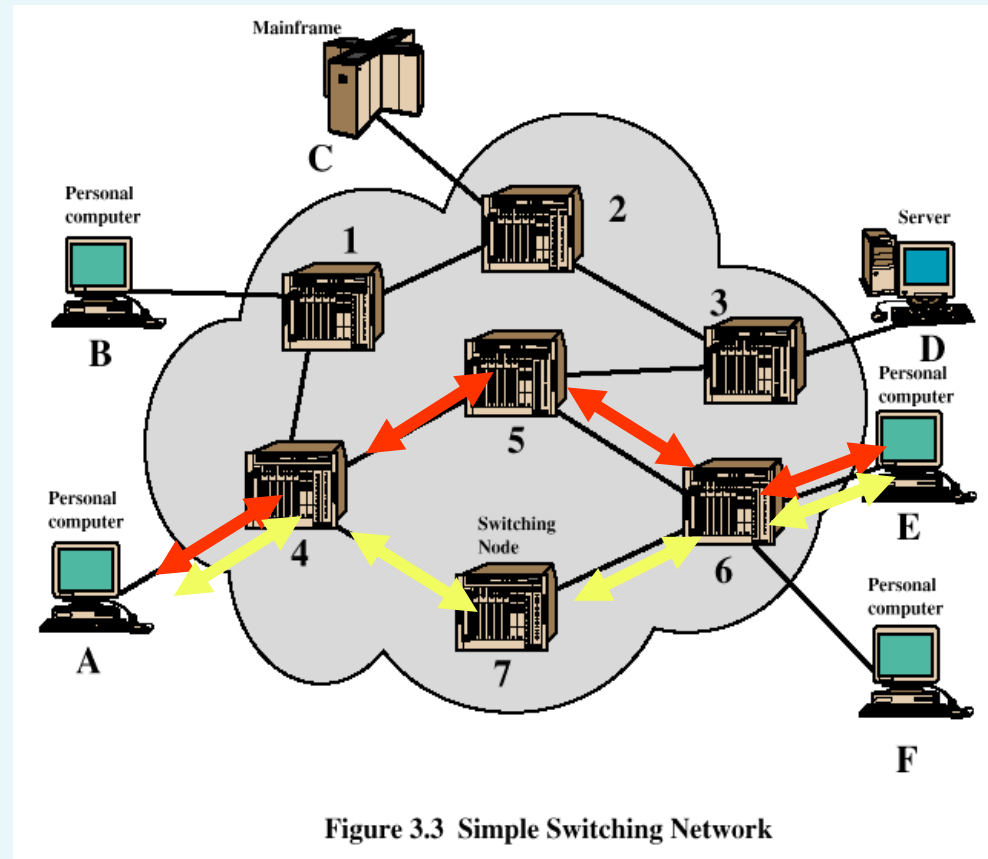 Mainframe
C
Personal
computer
B
1
2
Server
3
D
Personal
computer
5
E
Personal
computer
4
Switching
Node
6
A
7
Personal
computer
F
Figure 3.3 Simple Switching Network